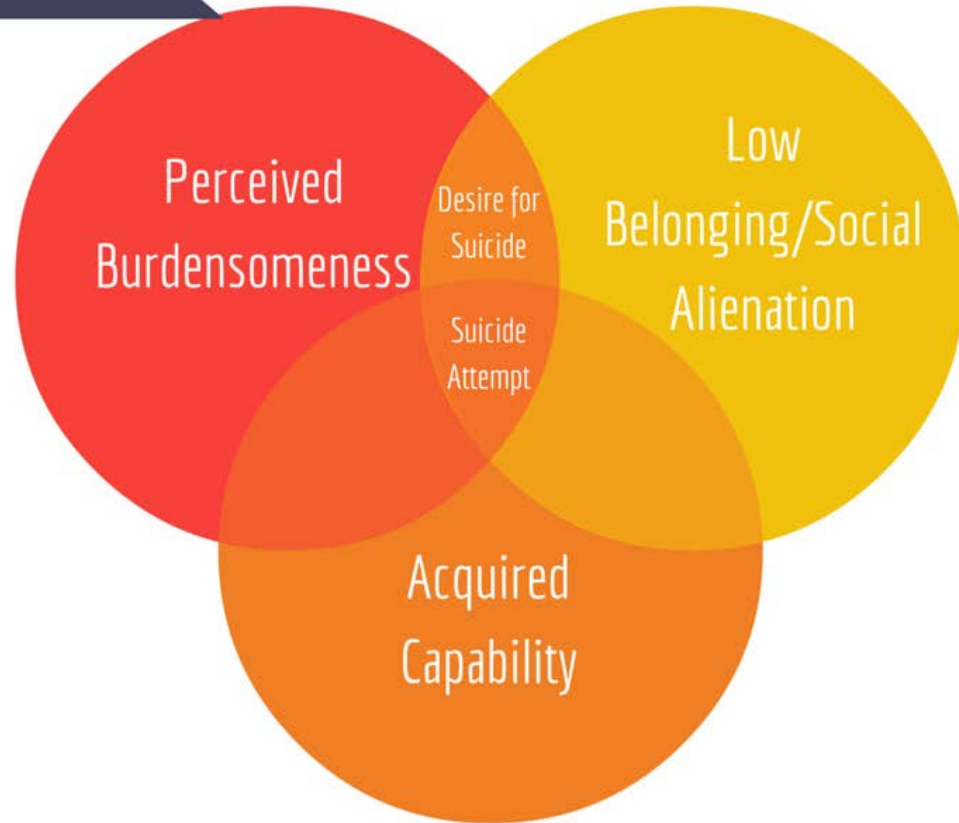 Perceived
Burdensomeness
Low
Belonging/Social
Alienation
Desire for
Suicide
Suicide
Attempt
Acquired
Capability